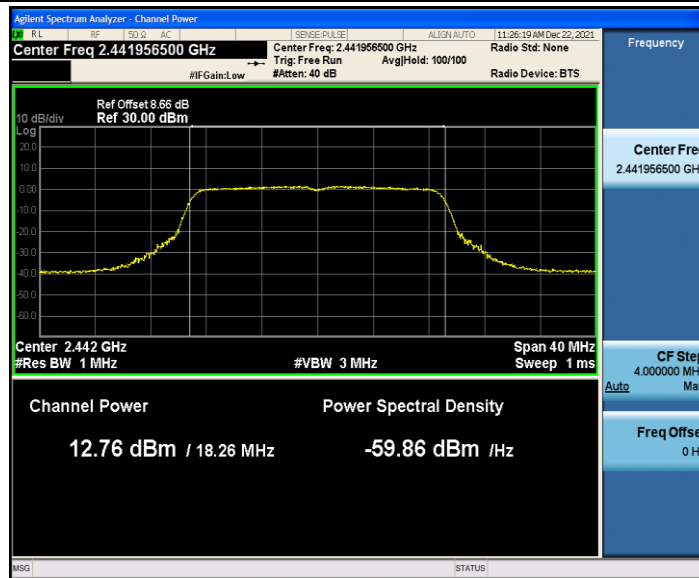 Agilent Spectrum Analyzer - Channel Power
RL RF 50 Ω AC SENSE:PULSE ALIGN AUTO 11:26:19 AM Dec 22, 2021
Center Freq 2.441956500 GHz
Center Freq: 2.441956500 GHz
Radio Std: None
Trig: Free Run Avg|Hold: 100/100
#IFGain:Low #Atten: 40 dB Radio Device: BTS
Ref Offset 8.66 dB
10 dB/div Ref 30.00 dBm
Log
20.0
10.0
0.00
-10.0
-20.0
-30.0
-40.0
-50.0
-60.0
Center 2.442 GHz Span 40 MHz
#Res BW 1 MHz #VBW 3 MHz Sweep 1 ms
Channel Power Power Spectral Density
12.76 dBm / 18.26 MHz -59.86 dBm /Hz
MSG STATUS
Frequency
Center Fre
2.441956500 GH
CF Ste
4.000000 MH
Auto Ma
Freq Offse
0 H